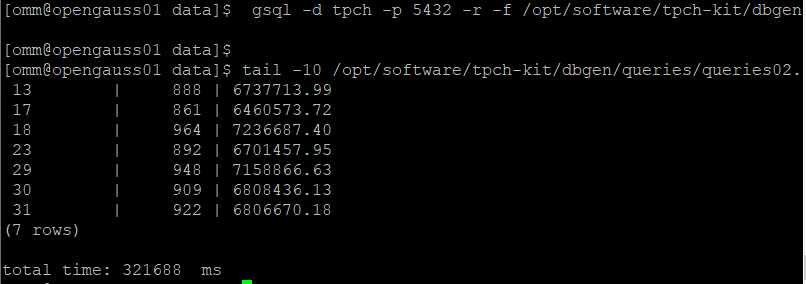 [omm@opengauss01 data]$  gsql -d tpch -p 5432 -r -f /opt/software/tpch-kit/dbgen
[omm@opengauss01 data]$
[omm@opengauss01 data]$ tail -10 /opt/software/tpch-kit/dbgen/queries/queries02.
13 | 888 | 6737713.99
17 | 861 | 6460573.72
18 | 964 | 7236687.40
23 | 892 | 6701457.95
29 | 948 | 7158866.63
30 | 909 | 6808436.13
31 | 922 | 6806670.18
(7 rows)
total time: 321688  ms